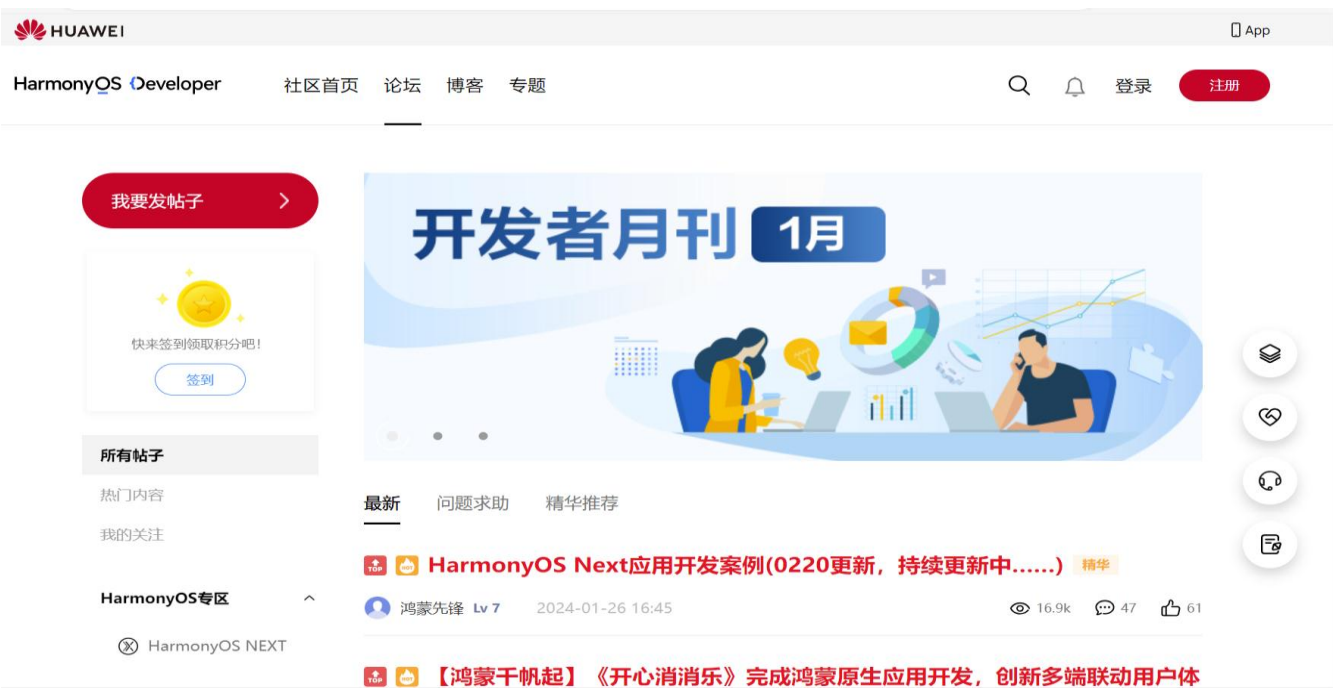 HUAWEI
App
HarmonyOS Developer 社区首页 论坛 博客 专题 登录 注册
我要发帖子
快来签到领取积分吧!
签到
所有帖子
热门内容
我的关注
HarmonyOS专区
HarmonyOS NEXT
开发者月刊 1月
最新 问题求助 精华推荐
TOP HOT HarmonyOS Next应用开发案例(0220更新，持续更新中......) 精华
鸿蒙先锋 Lv 7 2024-01-26 16:45 16.9k 47 61
TOP HOT 【鸿蒙千帆起】《开心消消乐》完成鸿蒙原生应用开发，创新多端联动用户体